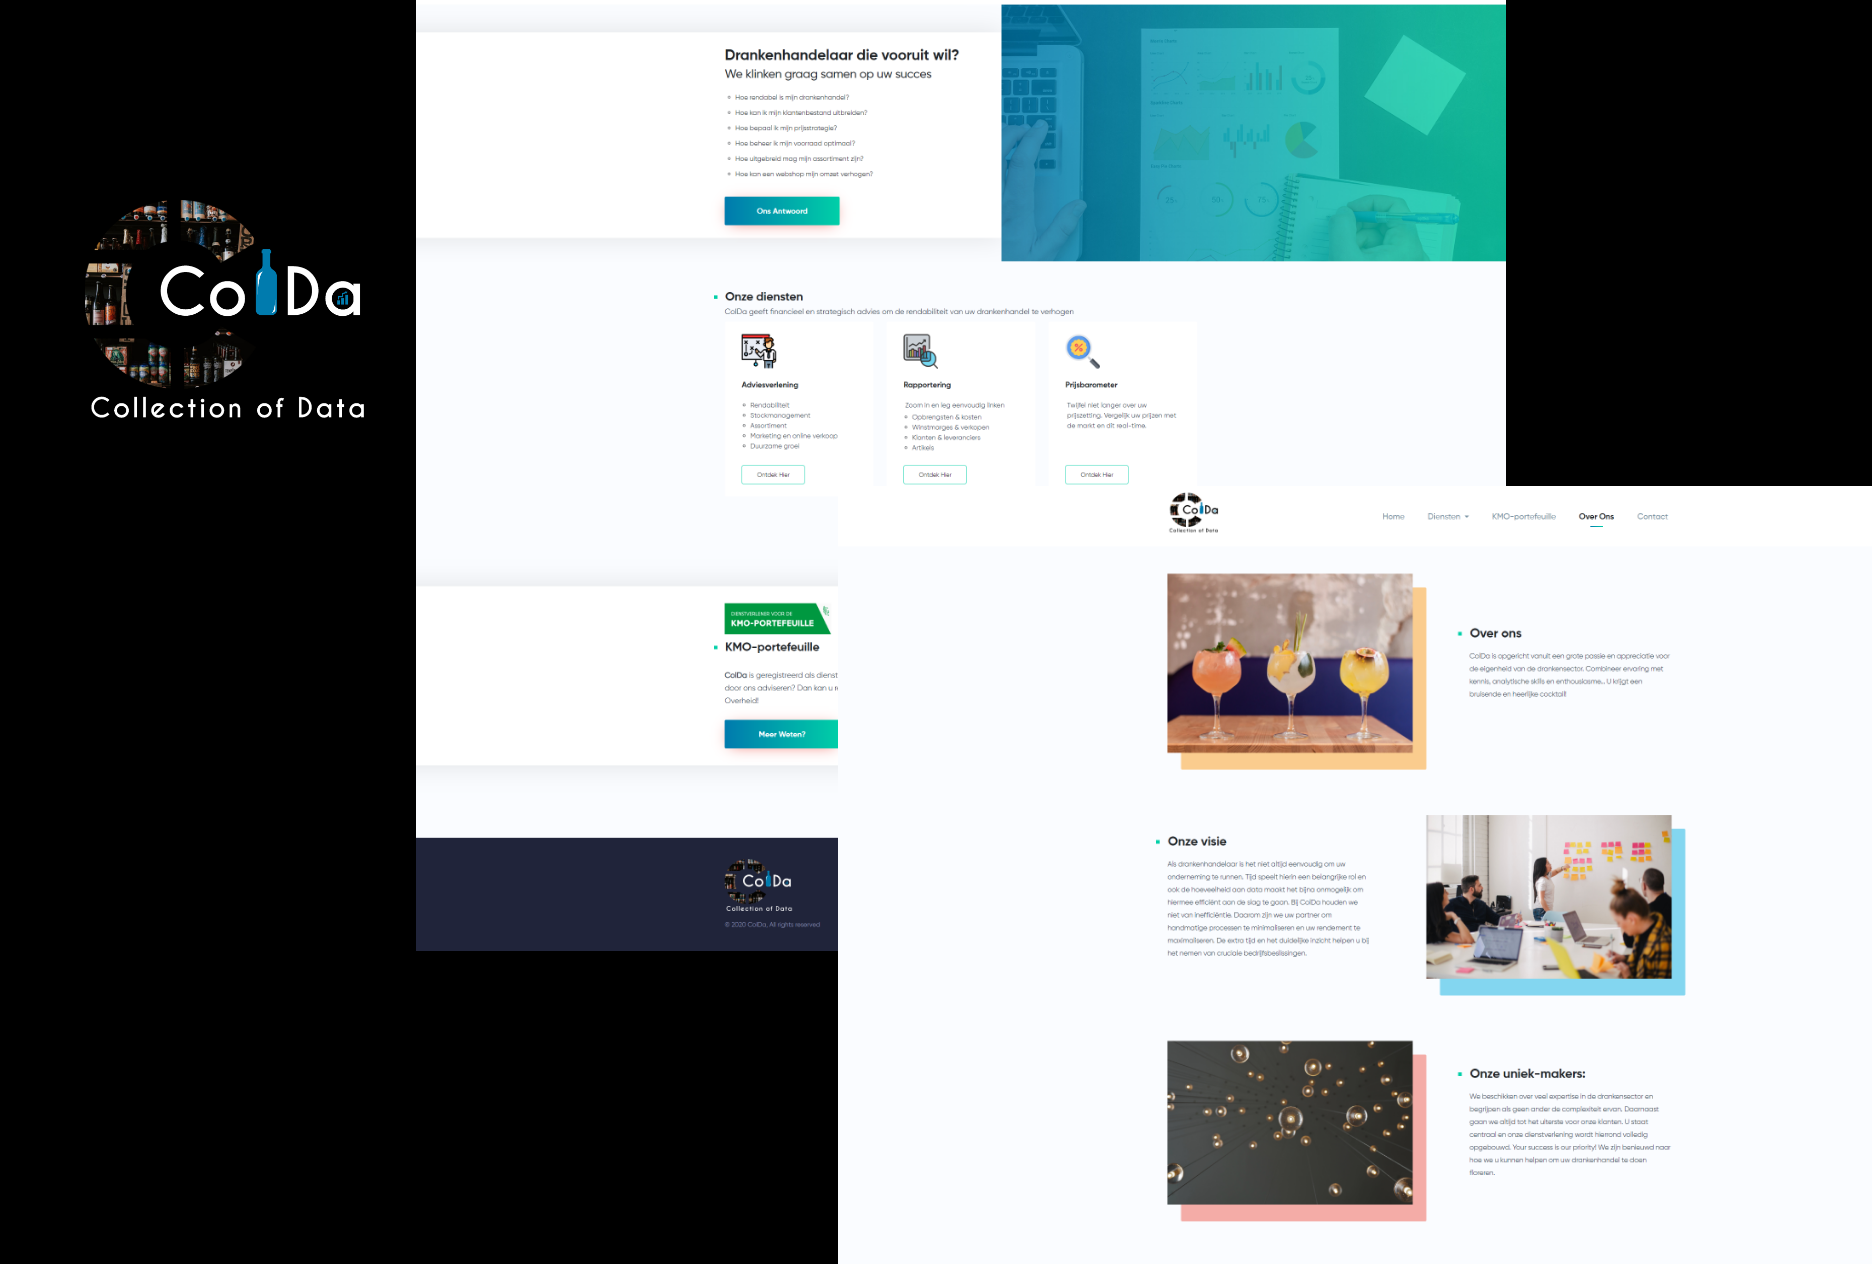 ColDa
Collection of Data
Drankenhandelaar die vooruit wil?
We klinken graag samen op uw succes
Hoe rendabel is mijn drankenhandel?
Hoe kan ik mijn klantenbestand uitbreiden?
Hoe bepaal ik mijn prijsstrategie?
Hoe beheer ik mijn voorraad optimaal?
Hoe uitgebreid mag mijn assortiment zijn?
Hoe kan een webshop mijn omzet verhogen?
Ons Antwoord
25
50
75
Onze diensten
ColDa geeft financieel en strategisch advies om de rendabiliteit van uw drankenhandel te verhogen
Adviesverlening
Rendabiliteit
Stockmanagement
Assortiment
Marketing en online verkoop
Duurzame groei
Ontdek Hier
Rapportering
Zoom in en leg eenvoudig linken
Opbrengsten & kosten
Winstmarges & verkopen
Klanten & leveranciers
Artikels
Ontdek Hier
Prijsbarometer
Twijfel niet langer over uw
prijszetting. Vergelijk uw prijzen met
de markt en dit real-time.
Ontdek Hier
DIENSTVERLENER VOOR DE
KMO-PORTEFEUILLE
KMO-portefeuille
ColDa is geregistreerd als dienst
door ons adviseren? Dan kan u r
Overheid!
Meer Weten?
ColDa
Collection of Data
© 2020 ColDa, All rights reserved
ColDa
Collection of Data
Home
Diensten
KMO-portefeuille
Over Ons
Contact
Over ons
ColDa is opgericht vanuit een grote passie en appreciatie voor
de eigenheid van de drankensector. Combineer ervaring met
kennis, analytische skills en enthousiasme... U krijgt een
bruisende en heerlijke cocktail!
Onze visie
Als drankenhandelaar is het niet altijd eenvoudig om uw
onderneming te runnen. Tijd speelt hierin een belangrijke rol en
ook de hoeveelheid aan data maakt het bijna onmogelijk om
hiermee efficiënt aan de slag te gaan. Bij ColDa houden we
niet van inefficiëntie. Daarom zijn we uw partner om
handmatige processen te minimaliseren en uw rendement te
maximaliseren. De extra tijd en het duidelijke inzicht helpen u bij
het nemen van cruciale bedrijfsbeslissingen.
Onze uniek-makers:
We beschikken over veel expertise in de drankensector en
begrijpen als geen ander de complexiteit ervan. Daarnaast
gaan we altijd tot het uiterste voor onze klanten. U staat
centraal en onze dienstverlening wordt hierrond volledig
opgebouwd. Your success is our priority! We zijn benieuwd naar
hoe we u kunnen helpen om uw drankenhandel te doen
floreren.